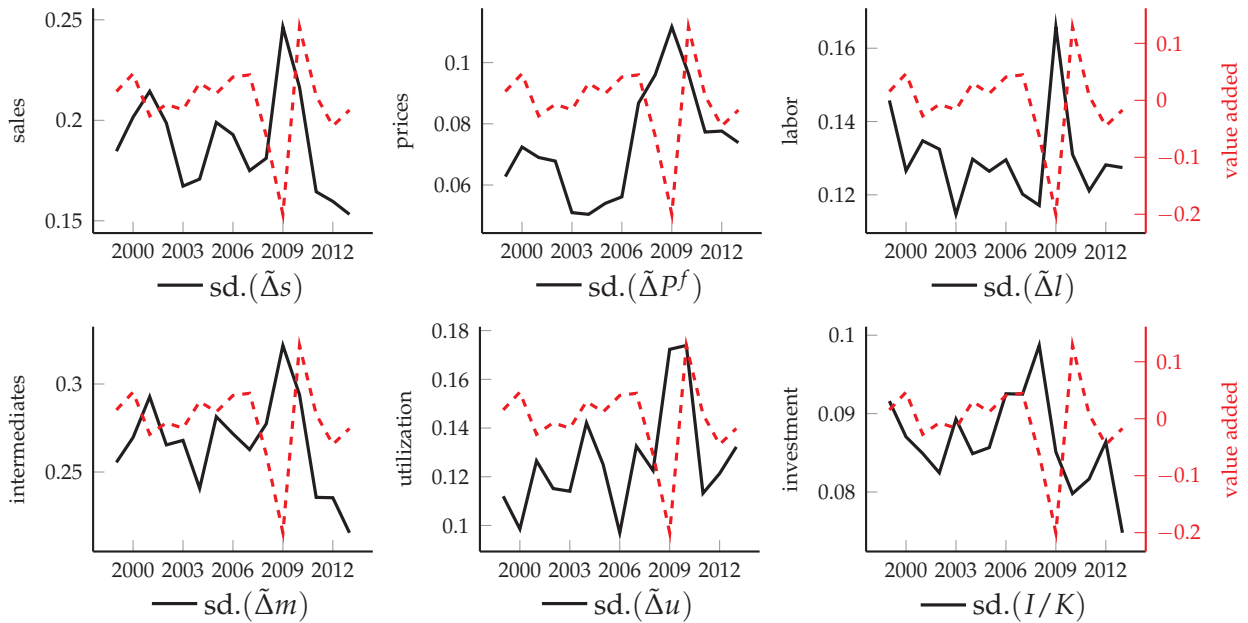 0.25
0.2
0.15
sales
2000 2003 2006 2009 2012
sd.(Δ̃s)
0.1
0.08
0.06
prices
2000 2003 2006 2009 2012
sd.(Δ̃P^f)
0.16
0.14
0.12
labor
0.1
0
−0.1
−0.2
value added
2000 2003 2006 2009 2012
sd.(Δ̃l)
0.3
0.25
intermediates
2000 2003 2006 2009 2012
sd.(Δ̃m)
0.18
0.16
0.14
0.12
0.1
utilization
2000 2003 2006 2009 2012
sd.(Δ̃u)
0.1
0.09
0.08
investment
0.1
0
−0.1
−0.2
value added
2000 2003 2006 2009 2012
sd.(I/K)